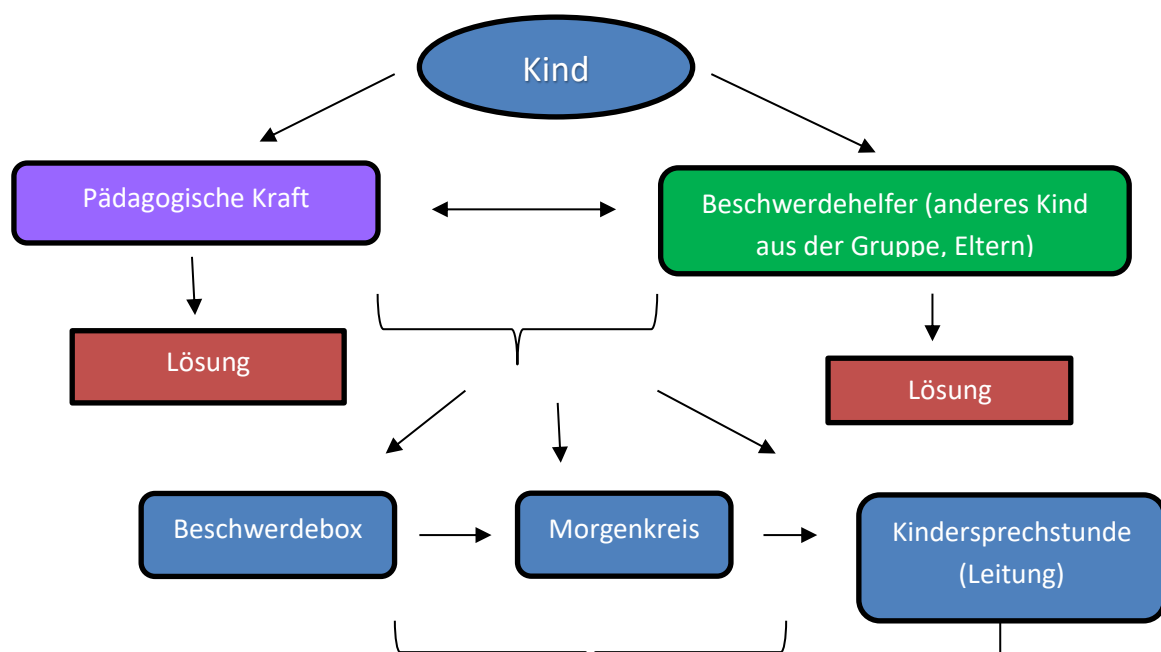 Kind
Pädagogische Kraft
Beschwerdehelfer (anderes Kind
aus der Gruppe, Eltern)
Lösung
Lösung
Beschwerdebox
Morgenkreis
Kindersprechstunde
(Leitung)